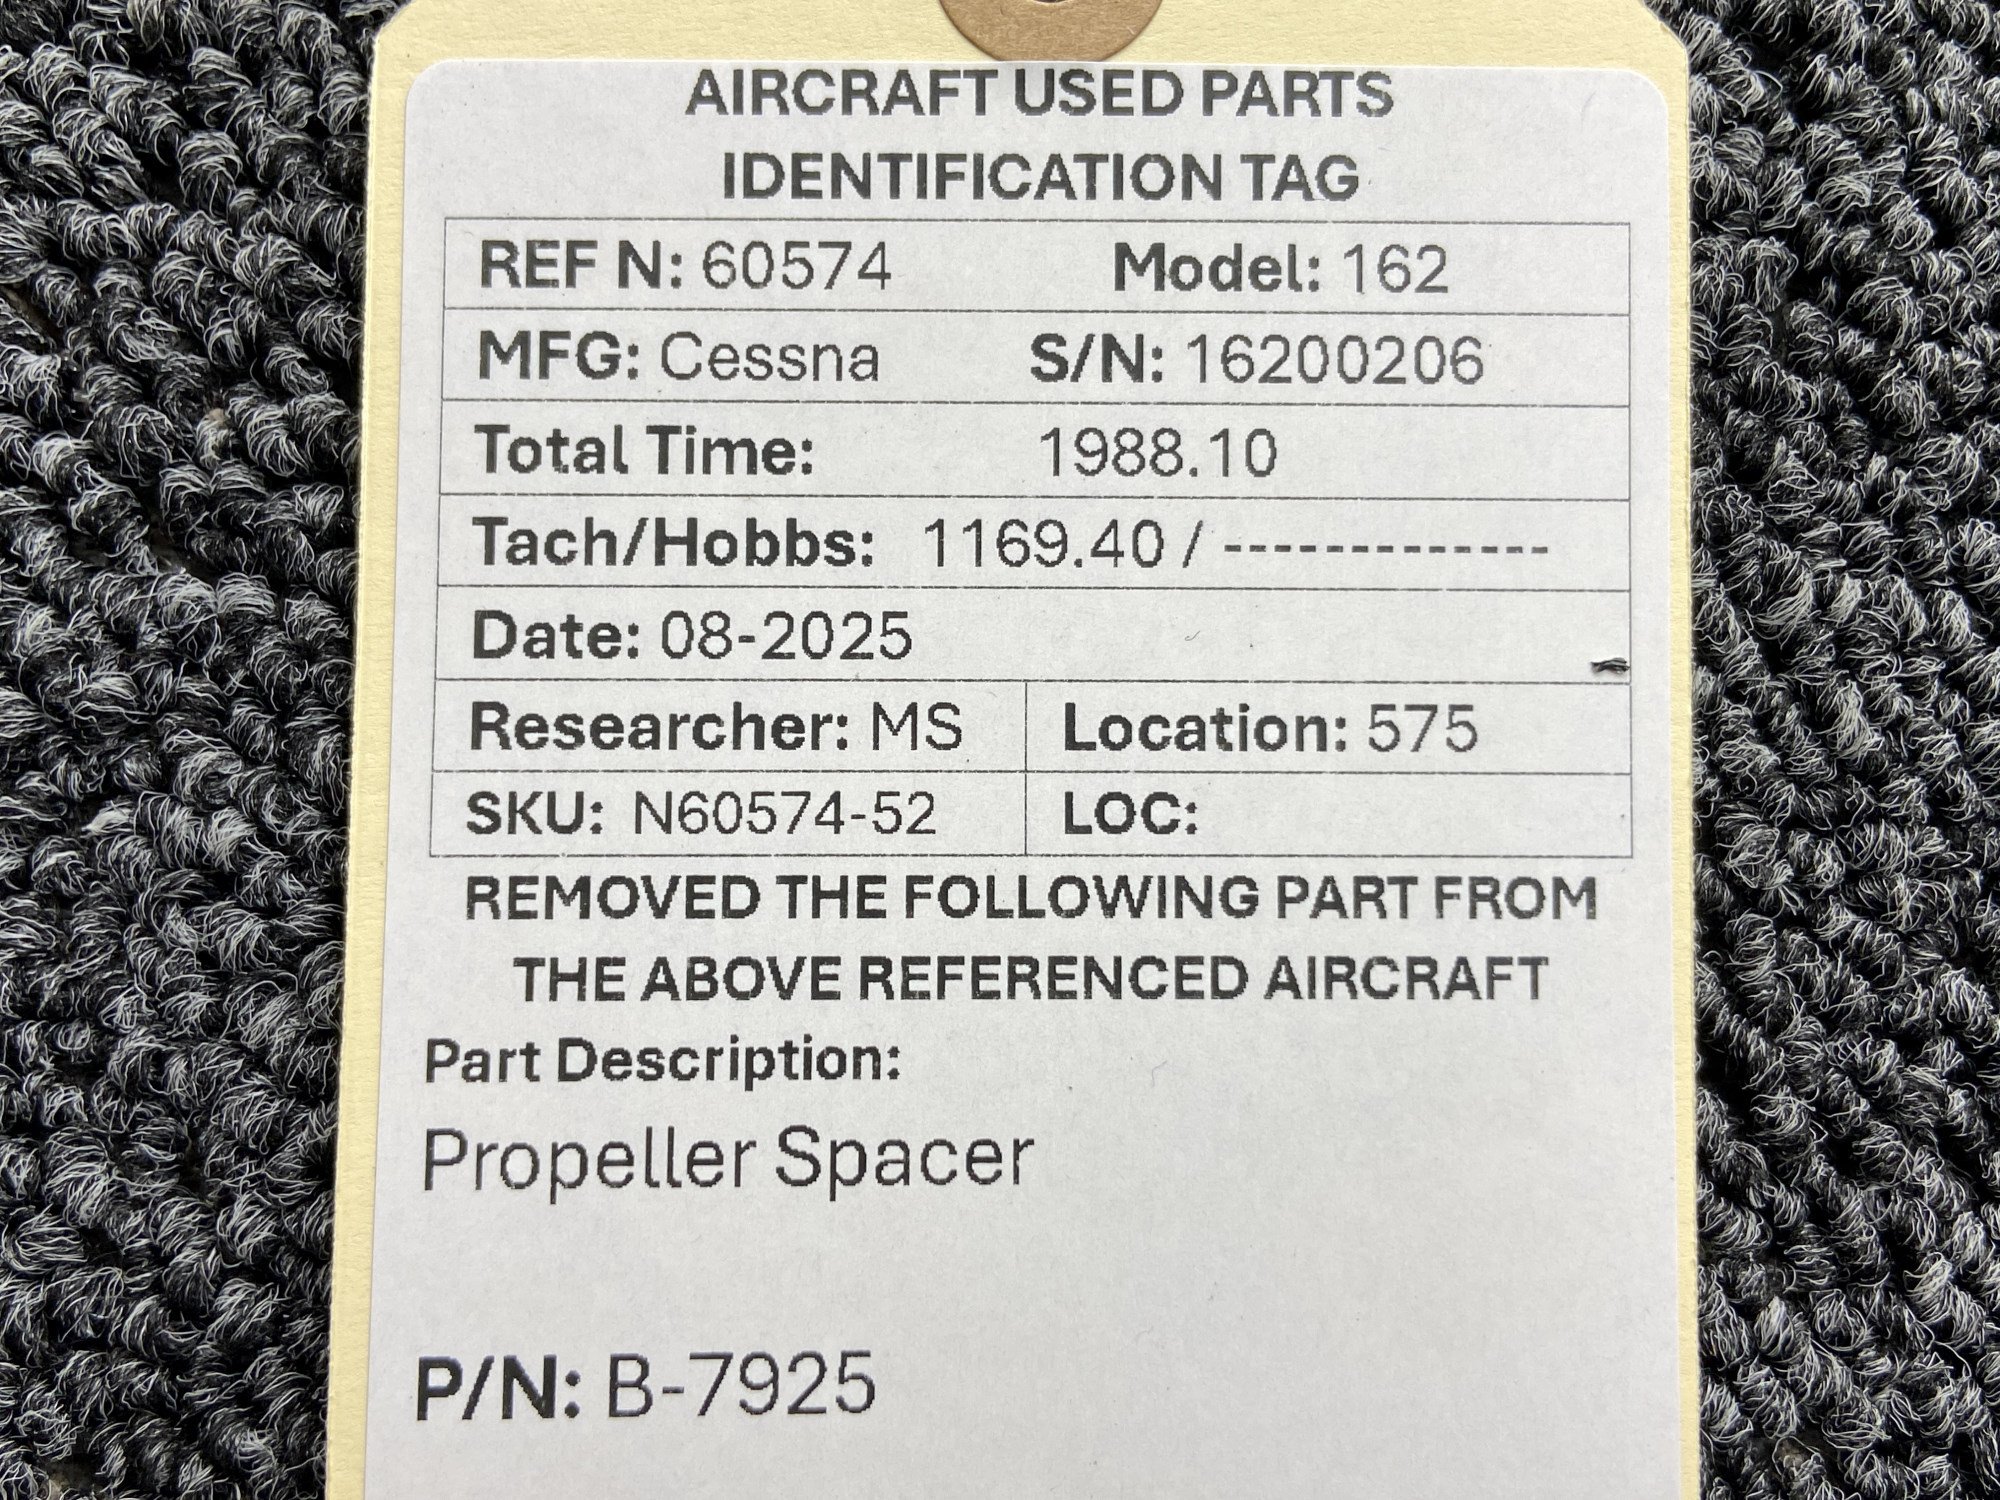 AIRCRAFT USED PARTS
IDENTIFICATION TAG
REF N: 60574 Model: 162
MFG: Cessna S/N: 16200206
Total Time: 1988.10
Tach/Hobbs: 1169.40 / -------------
Date: 08-2025
Researcher: MS Location: 575
SKU: N60574-52 LOC:
REMOVED THE FOLLOWING PART FROM
THE ABOVE REFERENCED AIRCRAFT
Part Description:
Propeller Spacer
P/N: B-7925